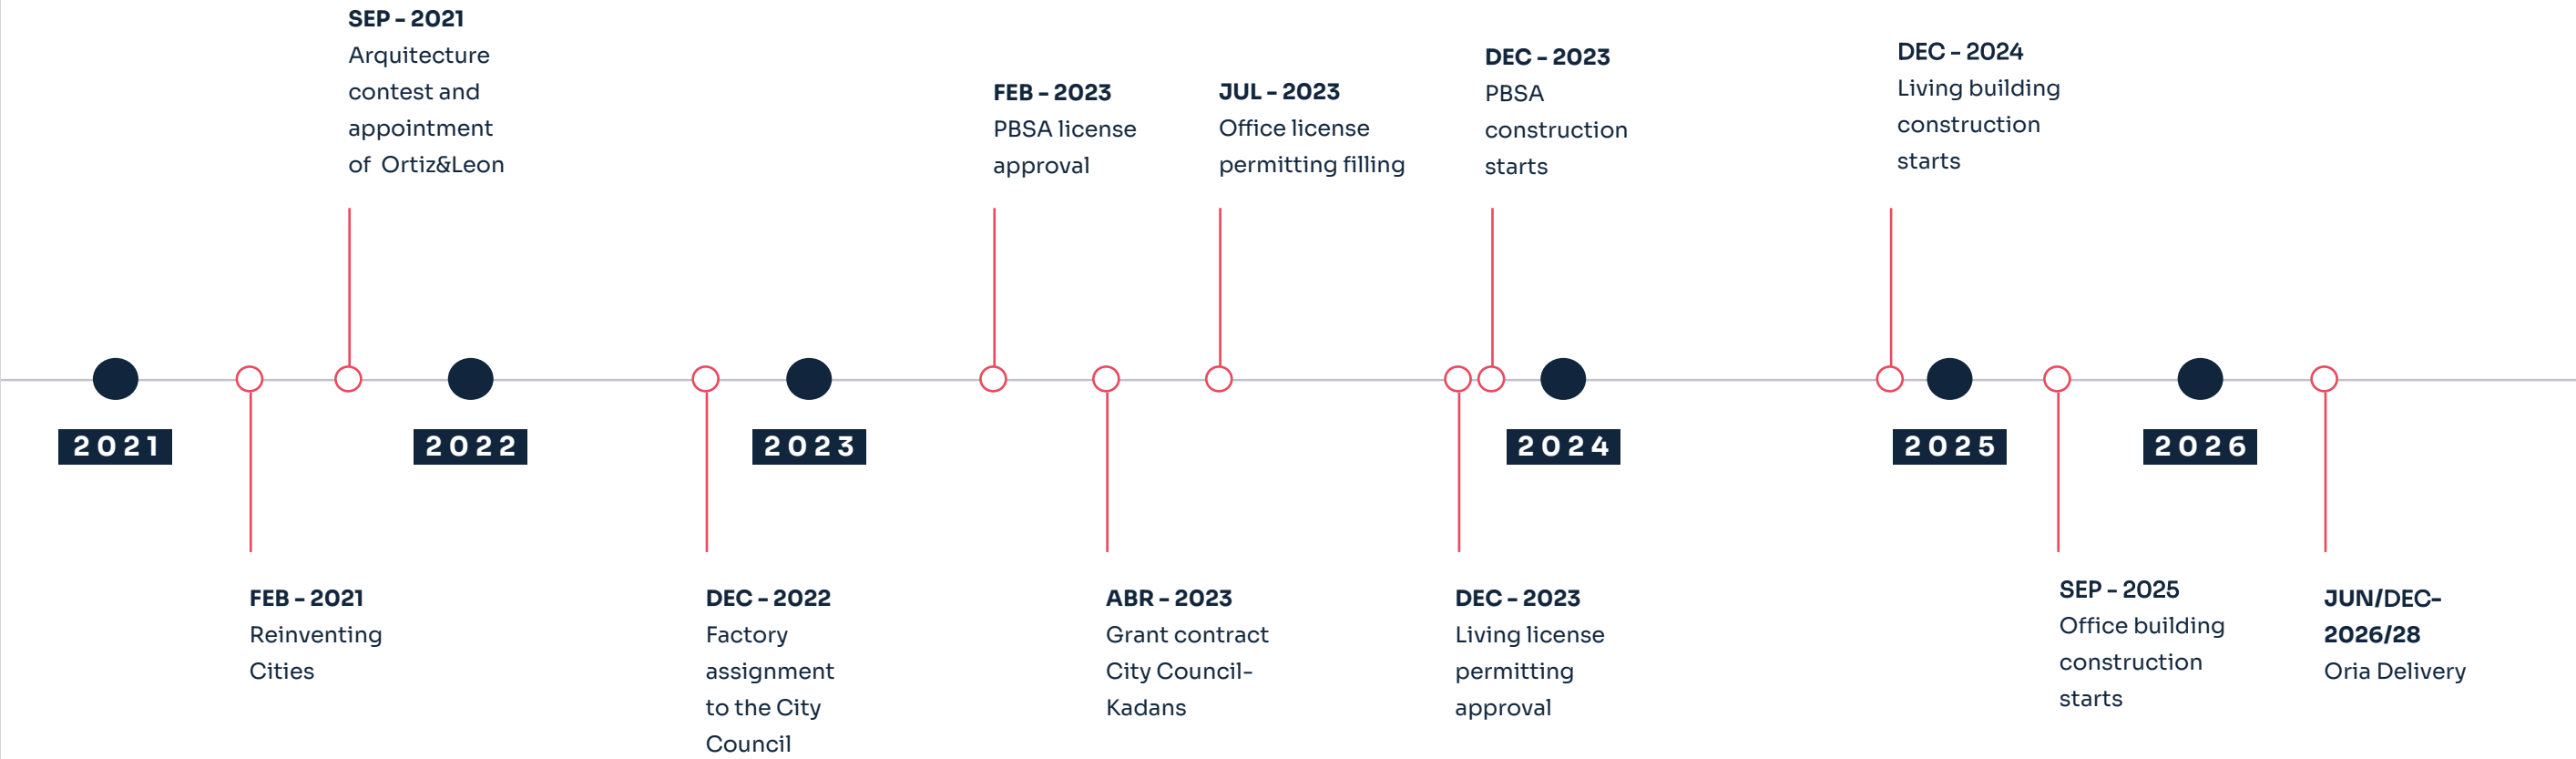 SEP – 2021
Arquitecture
contest and
appointment
of  Ortiz&Leon
FEB – 2023
PBSA license
approval
JUL – 2023
Office license
permitting filling
DEC – 2023
PBSA
construction
starts
DEC – 2024
Living building
construction
starts
2021
2022
2023
2024
2025
2026
FEB – 2021
Reinventing
Cities
DEC – 2022
Factory
assignment
to the City
Council
ABR – 2023
Grant contract
City Council-
Kadans
DEC – 2023
Living license
permitting
approval
SEP – 2025
Office building
construction
starts
JUN/DEC-
2026/28
Oria Delivery